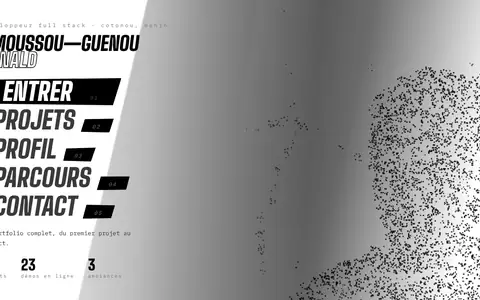 loppeur full stack · cotonou, benin
MOUSSOU—GUENOU
NALD
ENTRER 01
PROJETS 02
PROFIL 03
PARCOURS 04
CONTACT 05
rtfolio complet, du premier projet au
ct.
23 3
démos en ligne